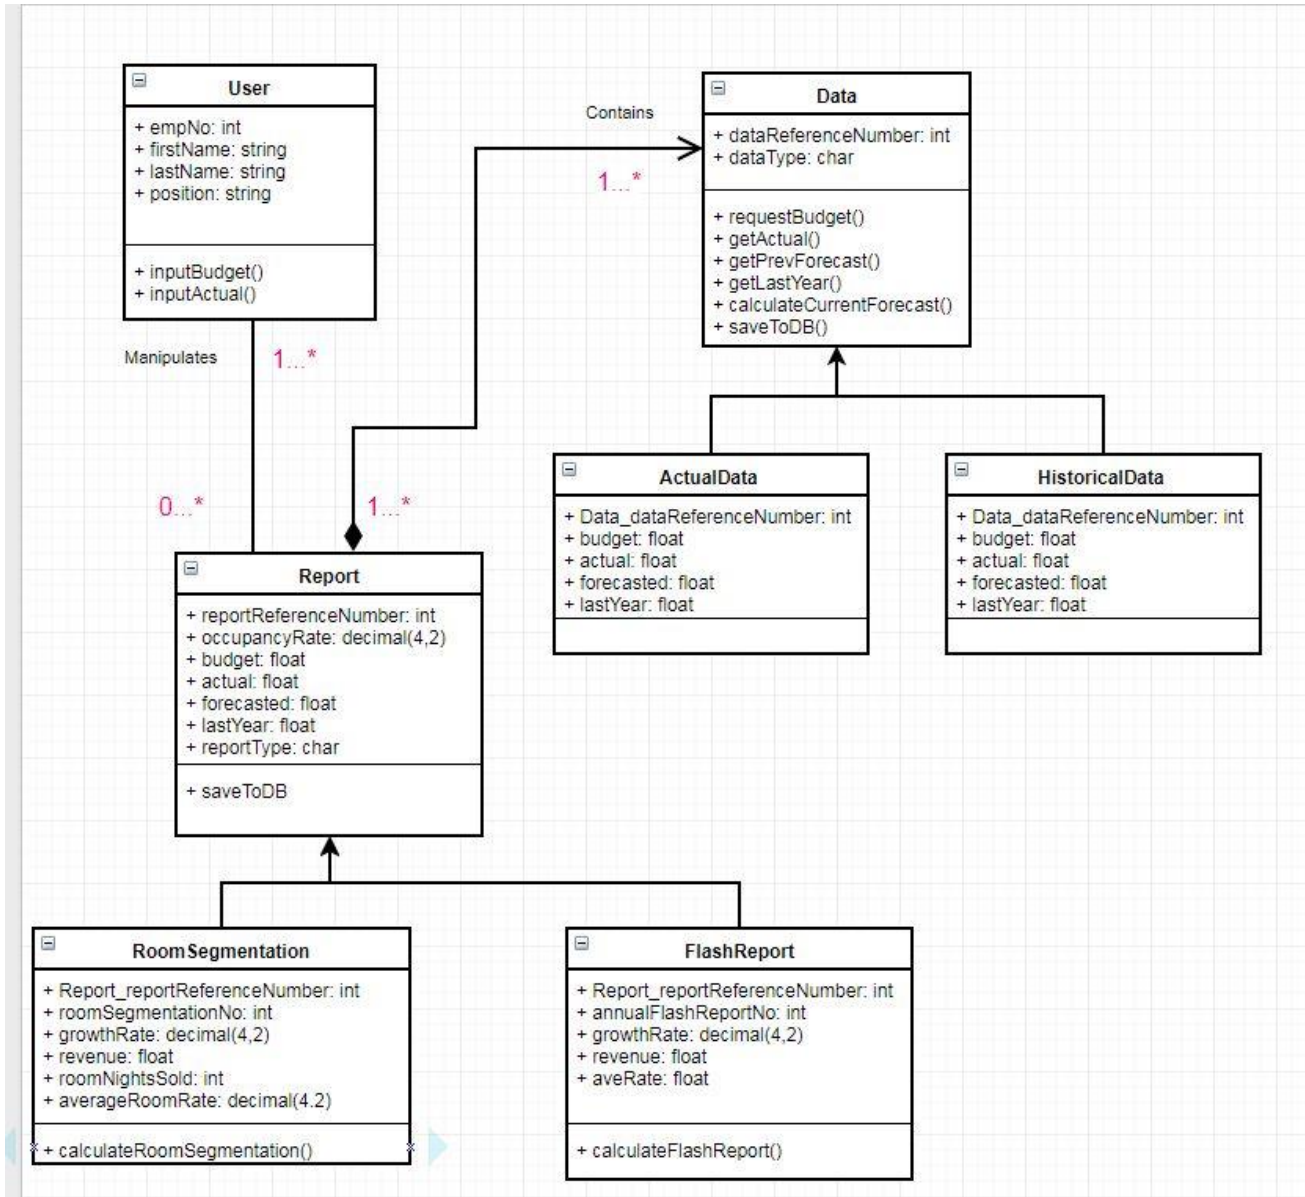 User
+ empNo: int
+ firstName: string
+ lastName: string
+ position: string
+ inputBudget()
+ inputActual()
Manipulates
1...*
0...*
Contains
1...*
1...*
Data
+ dataReferenceNumber: int
+ dataType: char
+ requestBudget()
+ getActual()
+ getPrevForecast()
+ getLastYear()
+ calculateCurrentForecast()
+ saveToDB()
ActualData
+ Data_dataReferenceNumber: int
+ budget: float
+ actual: float
+ forecasted: float
+ lastYear: float
HistoricalData
+ Data_dataReferenceNumber: int
+ budget: float
+ actual: float
+ forecasted: float
+ lastYear: float
Report
+ reportReferenceNumber: int
+ occupancyRate: decimal(4,2)
+ budget: float
+ actual: float
+ forecasted: float
+ lastYear: float
+ reportType: char
+ saveToDB
RoomSegmentation
+ Report_reportReferenceNumber: int
+ roomSegmentationNo: int
+ growthRate: decimal(4,2)
+ revenue: float
+ roomNightsSold: int
+ averageRoomRate: decimal(4.2)
+ calculateRoomSegmentation()
FlashReport
+ Report_reportReferenceNumber: int
+ annualFlashReportNo: int
+ growthRate: decimal(4,2)
+ revenue: float
+ aveRate: float
+ calculateFlashReport()